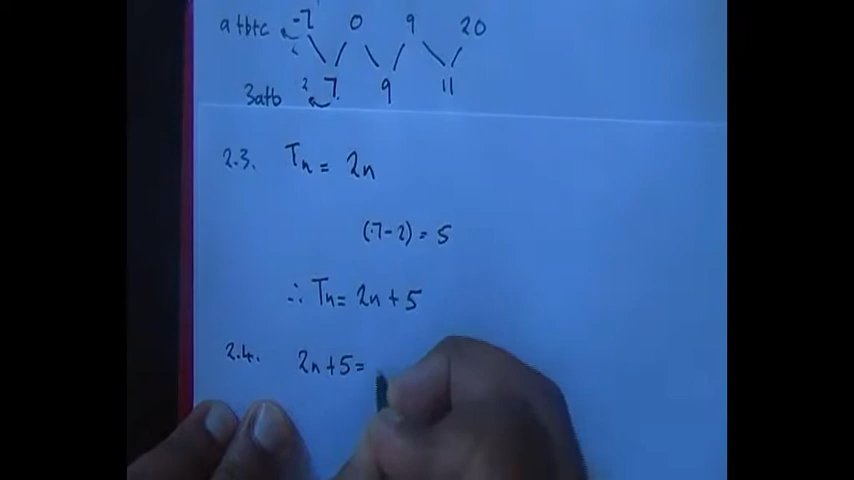 a+b+c -7 0 9 20
3a+b 2 7 9 11
2.3. Tn = 2n
(7-2) = 5
∴ Tn = 2n + 5
2.4. 2n + 5 =